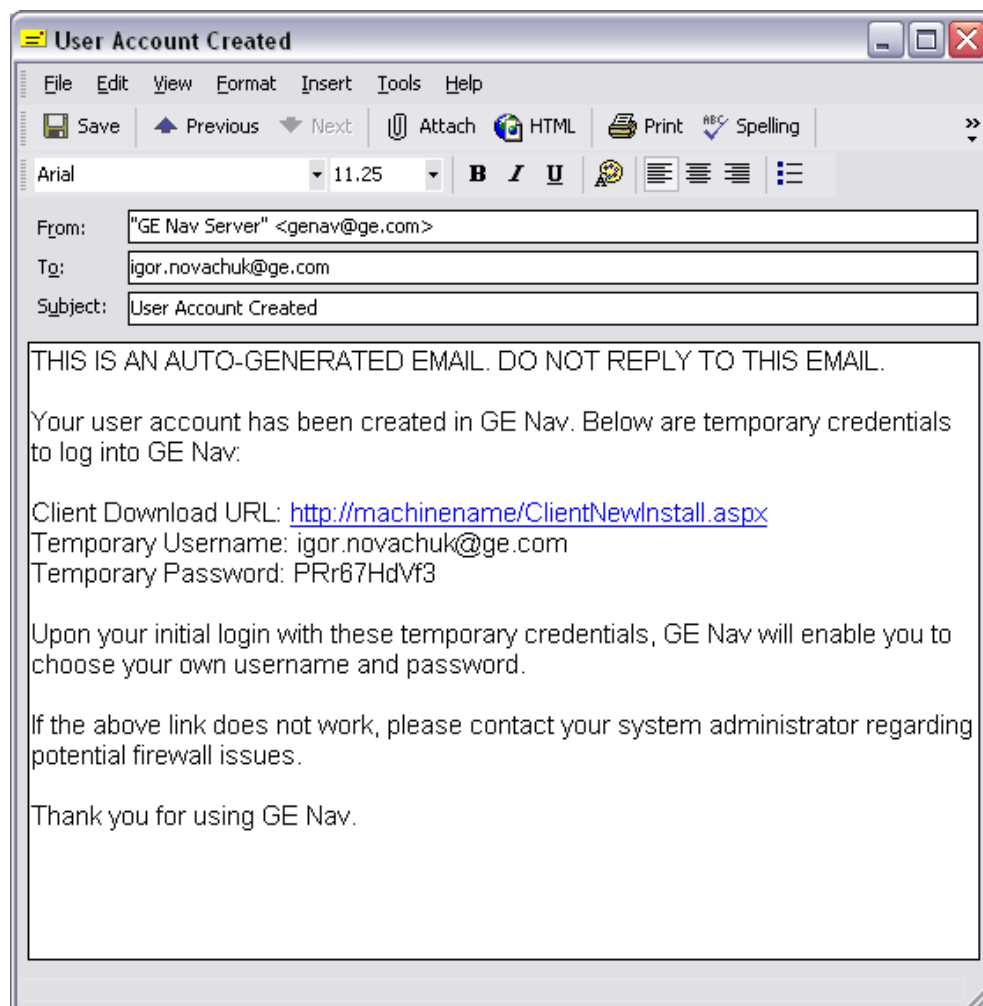 User Account Created
File Edit View Format Insert Tools Help
Save Previous Next Attach HTML Print ABC Spelling
Arial 11.25 B I U
From: "GE Nav Server" <genav@ge.com>
To: igor.novachuk@ge.com
Subject: User Account Created
THIS IS AN AUTO-GENERATED EMAIL. DO NOT REPLY TO THIS EMAIL.
Your user account has been created in GE Nav. Below are temporary credentials
to log into GE Nav:
Client Download URL: http://machinename/ClientNewInstall.aspx
Temporary Username: igor.novachuk@ge.com
Temporary Password: PRr67HdVf3
Upon your initial login with these temporary credentials, GE Nav will enable you to
choose your own username and password.
If the above link does not work, please contact your system administrator regarding
potential firewall issues.
Thank you for using GE Nav.